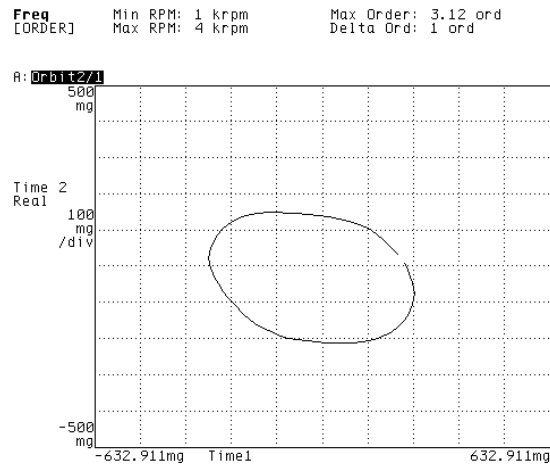 Freq Min RPM: 1 krpm Max Order: 3.12 ord
[ORDER] Max RPM: 4 krpm Delta Ord: 1 ord
A: Orbit2/1
500
mg
Time 2
Real
100
mg
/div
-500
mg
-632.911mg Time1 632.911mg